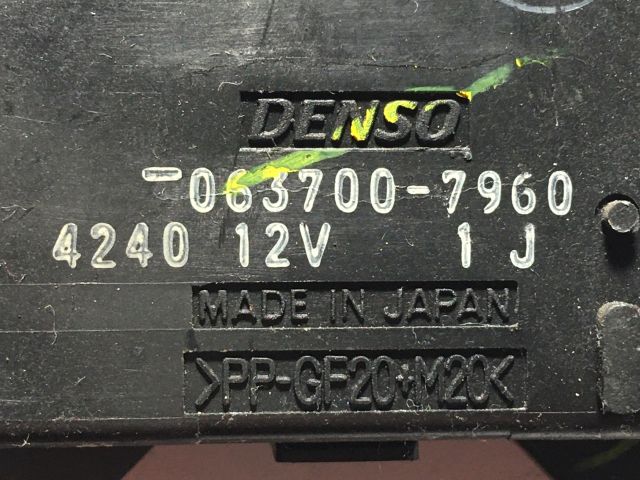 DENSO
-063700-7960
4240 12V 1 J
MADE IN JAPAN
>PP-GF20+M20<